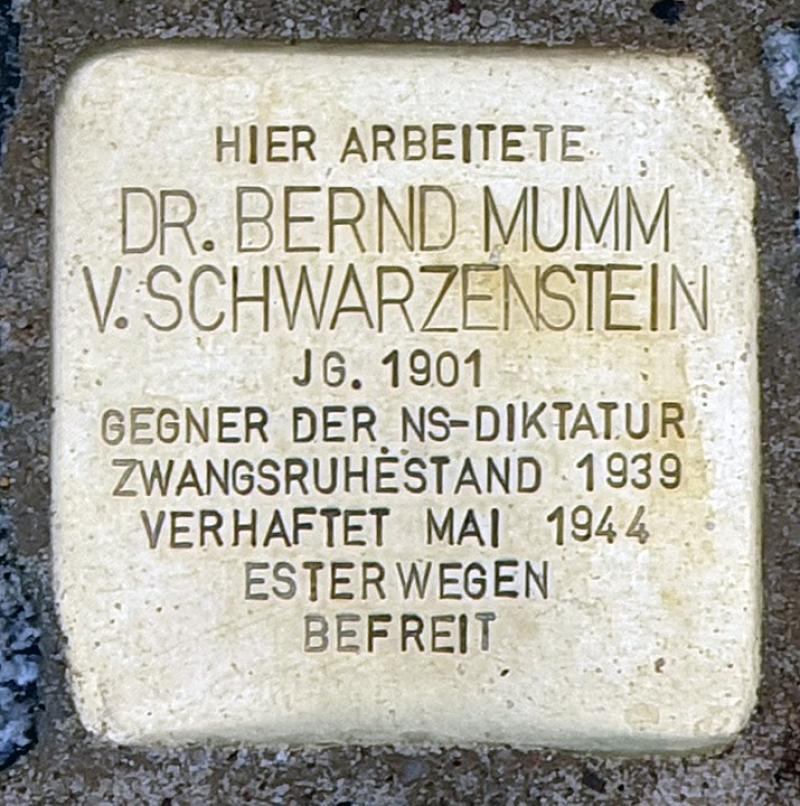 HIER ARBEITETE
DR. BERND MUMM
V. SCHWARZENSTEIN
JG. 1901
GEGNER DER NS-DIKTATUR
ZWANGSRUHESTAND 1939
VERHAFTET MAI 1944
ESTERWEGEN
BEFREIT